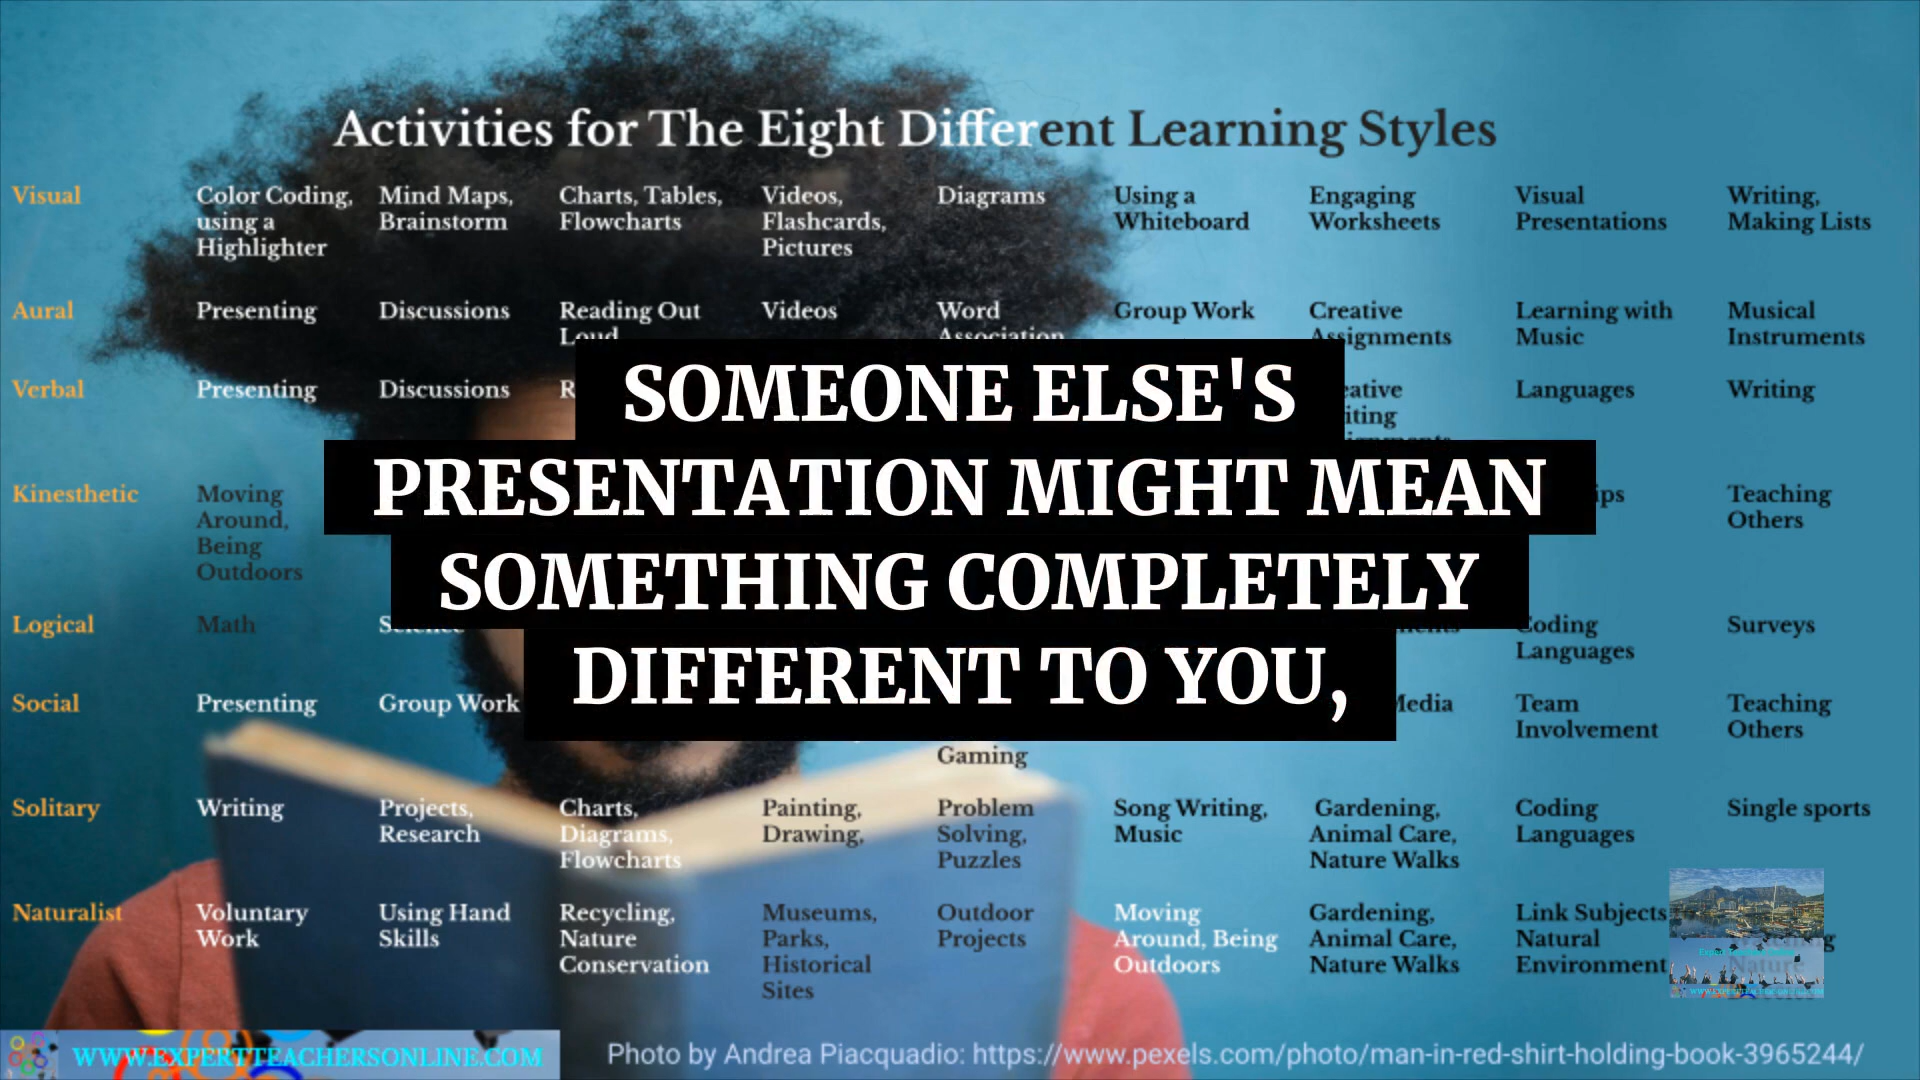 Activities for The Eight Different Learning Styles
Visual
Color Coding,
using a
Highlighter
Mind Maps,
Brainstorm
Charts, Tables,
Flowcharts
Videos,
Flashcards,
Pictures
Diagrams
Using a
Whiteboard
Engaging
Worksheets
Visual
Presentations
Writing,
Making Lists
Aural
Presenting
Discussions
Reading Out
Loud
Videos
Word
Association
Group Work
Creative
Assignments
Learning with
Music
Musical
Instruments
Verbal
Presenting
Discussions
Languages
Writing
SOMEONE ELSE'S
PRESENTATION MIGHT MEAN
SOMETHING COMPLETELY
DIFFERENT TO YOU,
Kinesthetic
Moving
Around,
Being
Outdoors
Teaching
Others
Logical
Math
Science
Coding
Languages
Surveys
Social
Presenting
Group Work
Gaming
Media
Team
Involvement
Teaching
Others
Solitary
Writing
Projects,
Research
Charts,
Diagrams,
Flowcharts
Painting,
Drawing,
Problem
Solving,
Puzzles
Song Writing,
Music
Gardening,
Animal Care,
Nature Walks
Coding
Languages
Single sports
Naturalist
Voluntary
Work
Using Hand
Skills
Recycling,
Nature
Conservation
Museums,
Parks,
Historical
Sites
Outdoor
Projects
Moving
Around, Being
Outdoors
Gardening,
Animal Care,
Nature Walks
Link Subjects
Natural
Environment
Nature
WWW.EXPERTTEACHERSONLINE.COM
Photo by Andrea Piacquadio: https://www.pexels.com/photo/man-in-red-shirt-holding-book-3965244/